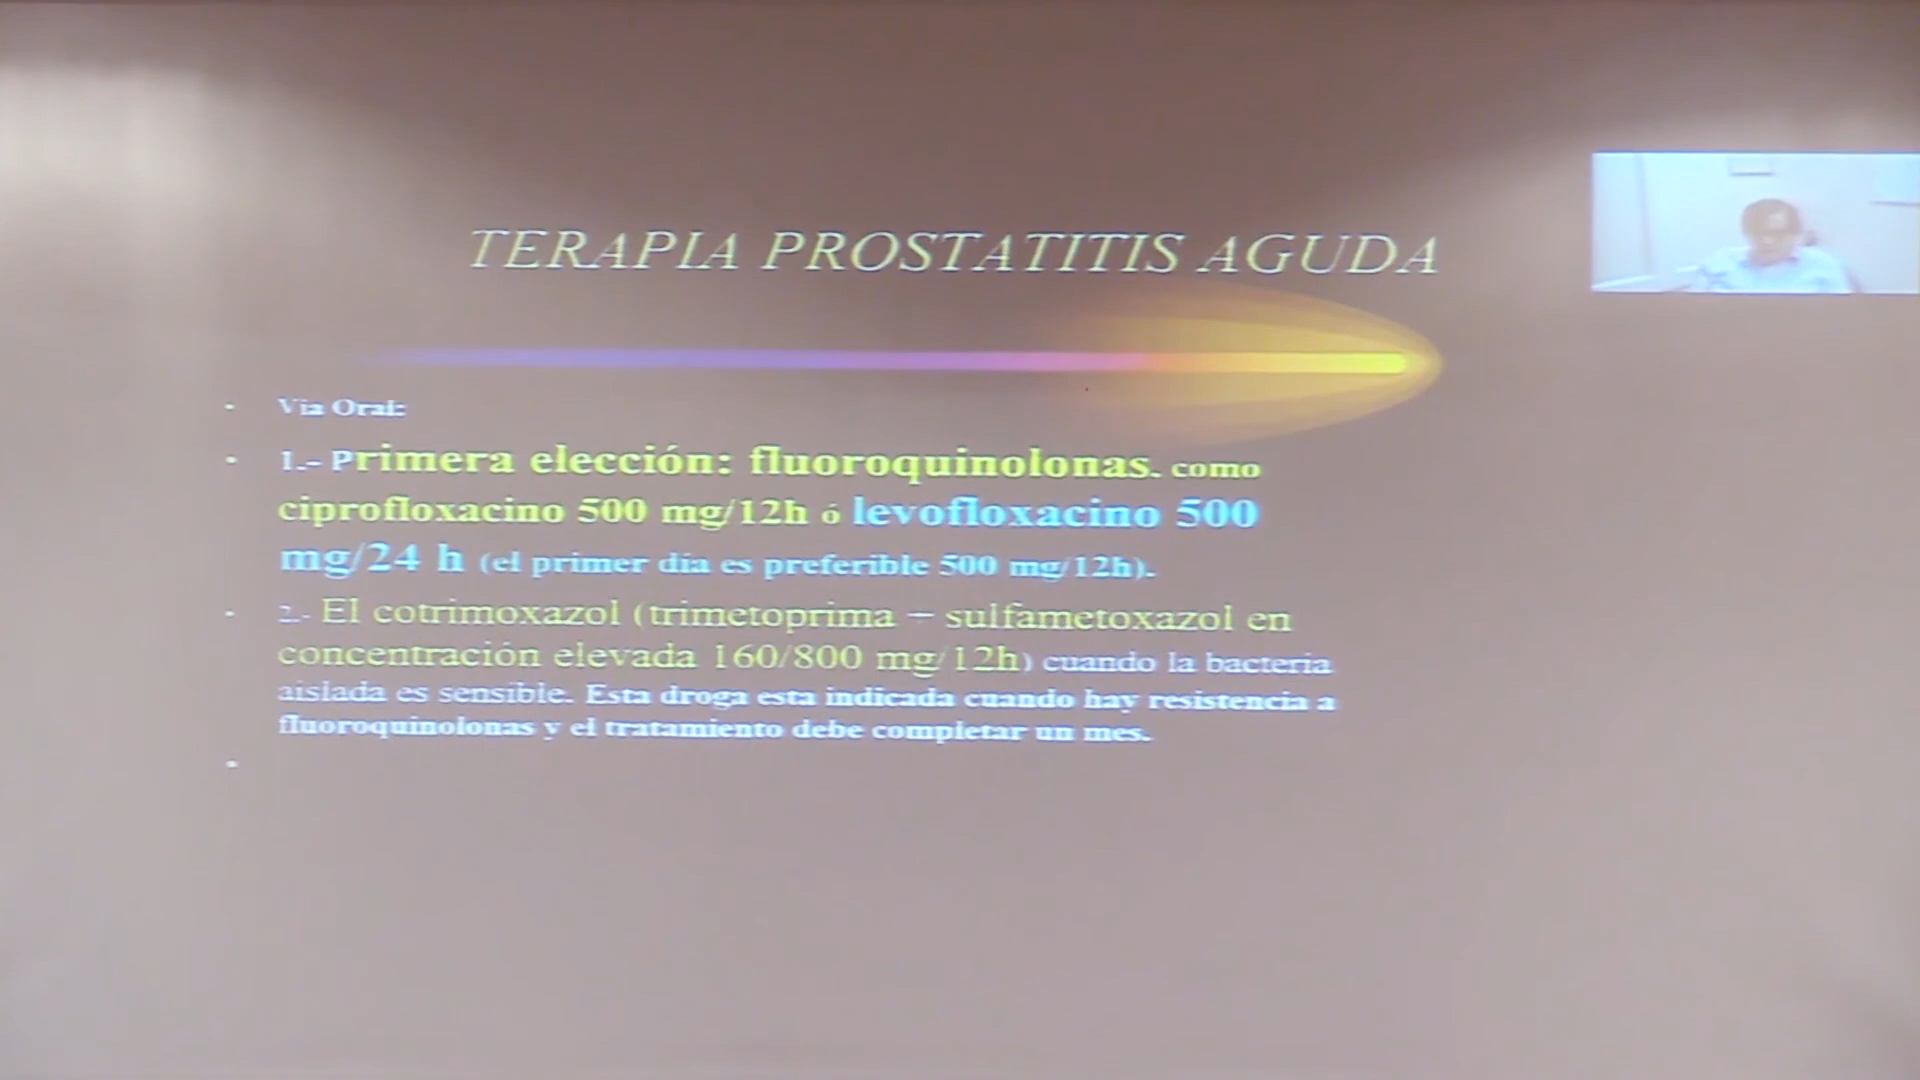 TERAPIA PROSTATITIS AGUDA
• Via Oral:
• 1.- Primera elección: fluoroquinolonas. como
ciprofloxacino 500 mg/12h ó levofloxacino 500
mg/24 h (el primer día es preferible 500 mg/12h).
• 2.- El cotrimoxazol (trimetoprima – sulfametoxazol en
concentración elevada 160/800 mg/12h) cuando la bacteria
aislada es sensible. Esta droga esta indicada cuando hay resistencia a
fluoroquinolonas y el tratamiento debe completar un mes.
•